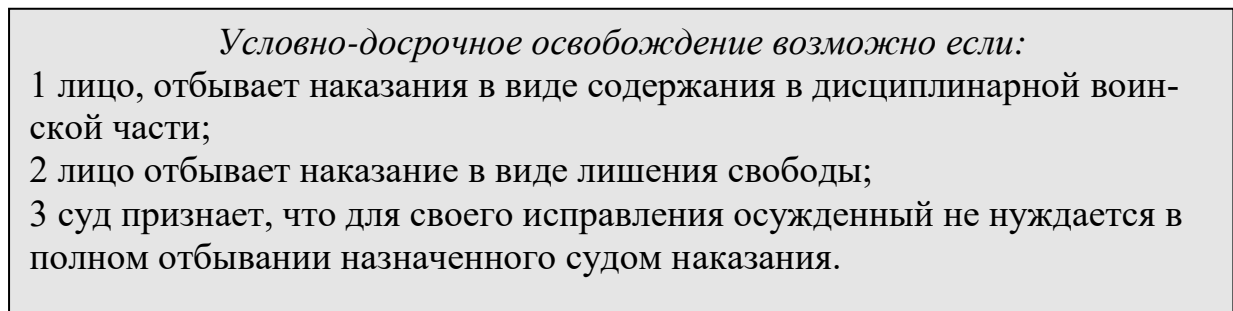 Условно-досрочное освобождение возможно если:
1 лицо, отбывает наказания в виде содержания в дисциплинарной воин-
ской части;
2 лицо отбывает наказание в виде лишения свободы;
3 суд признает, что для своего исправления осужденный не нуждается в
полном отбывании назначенного судом наказания.